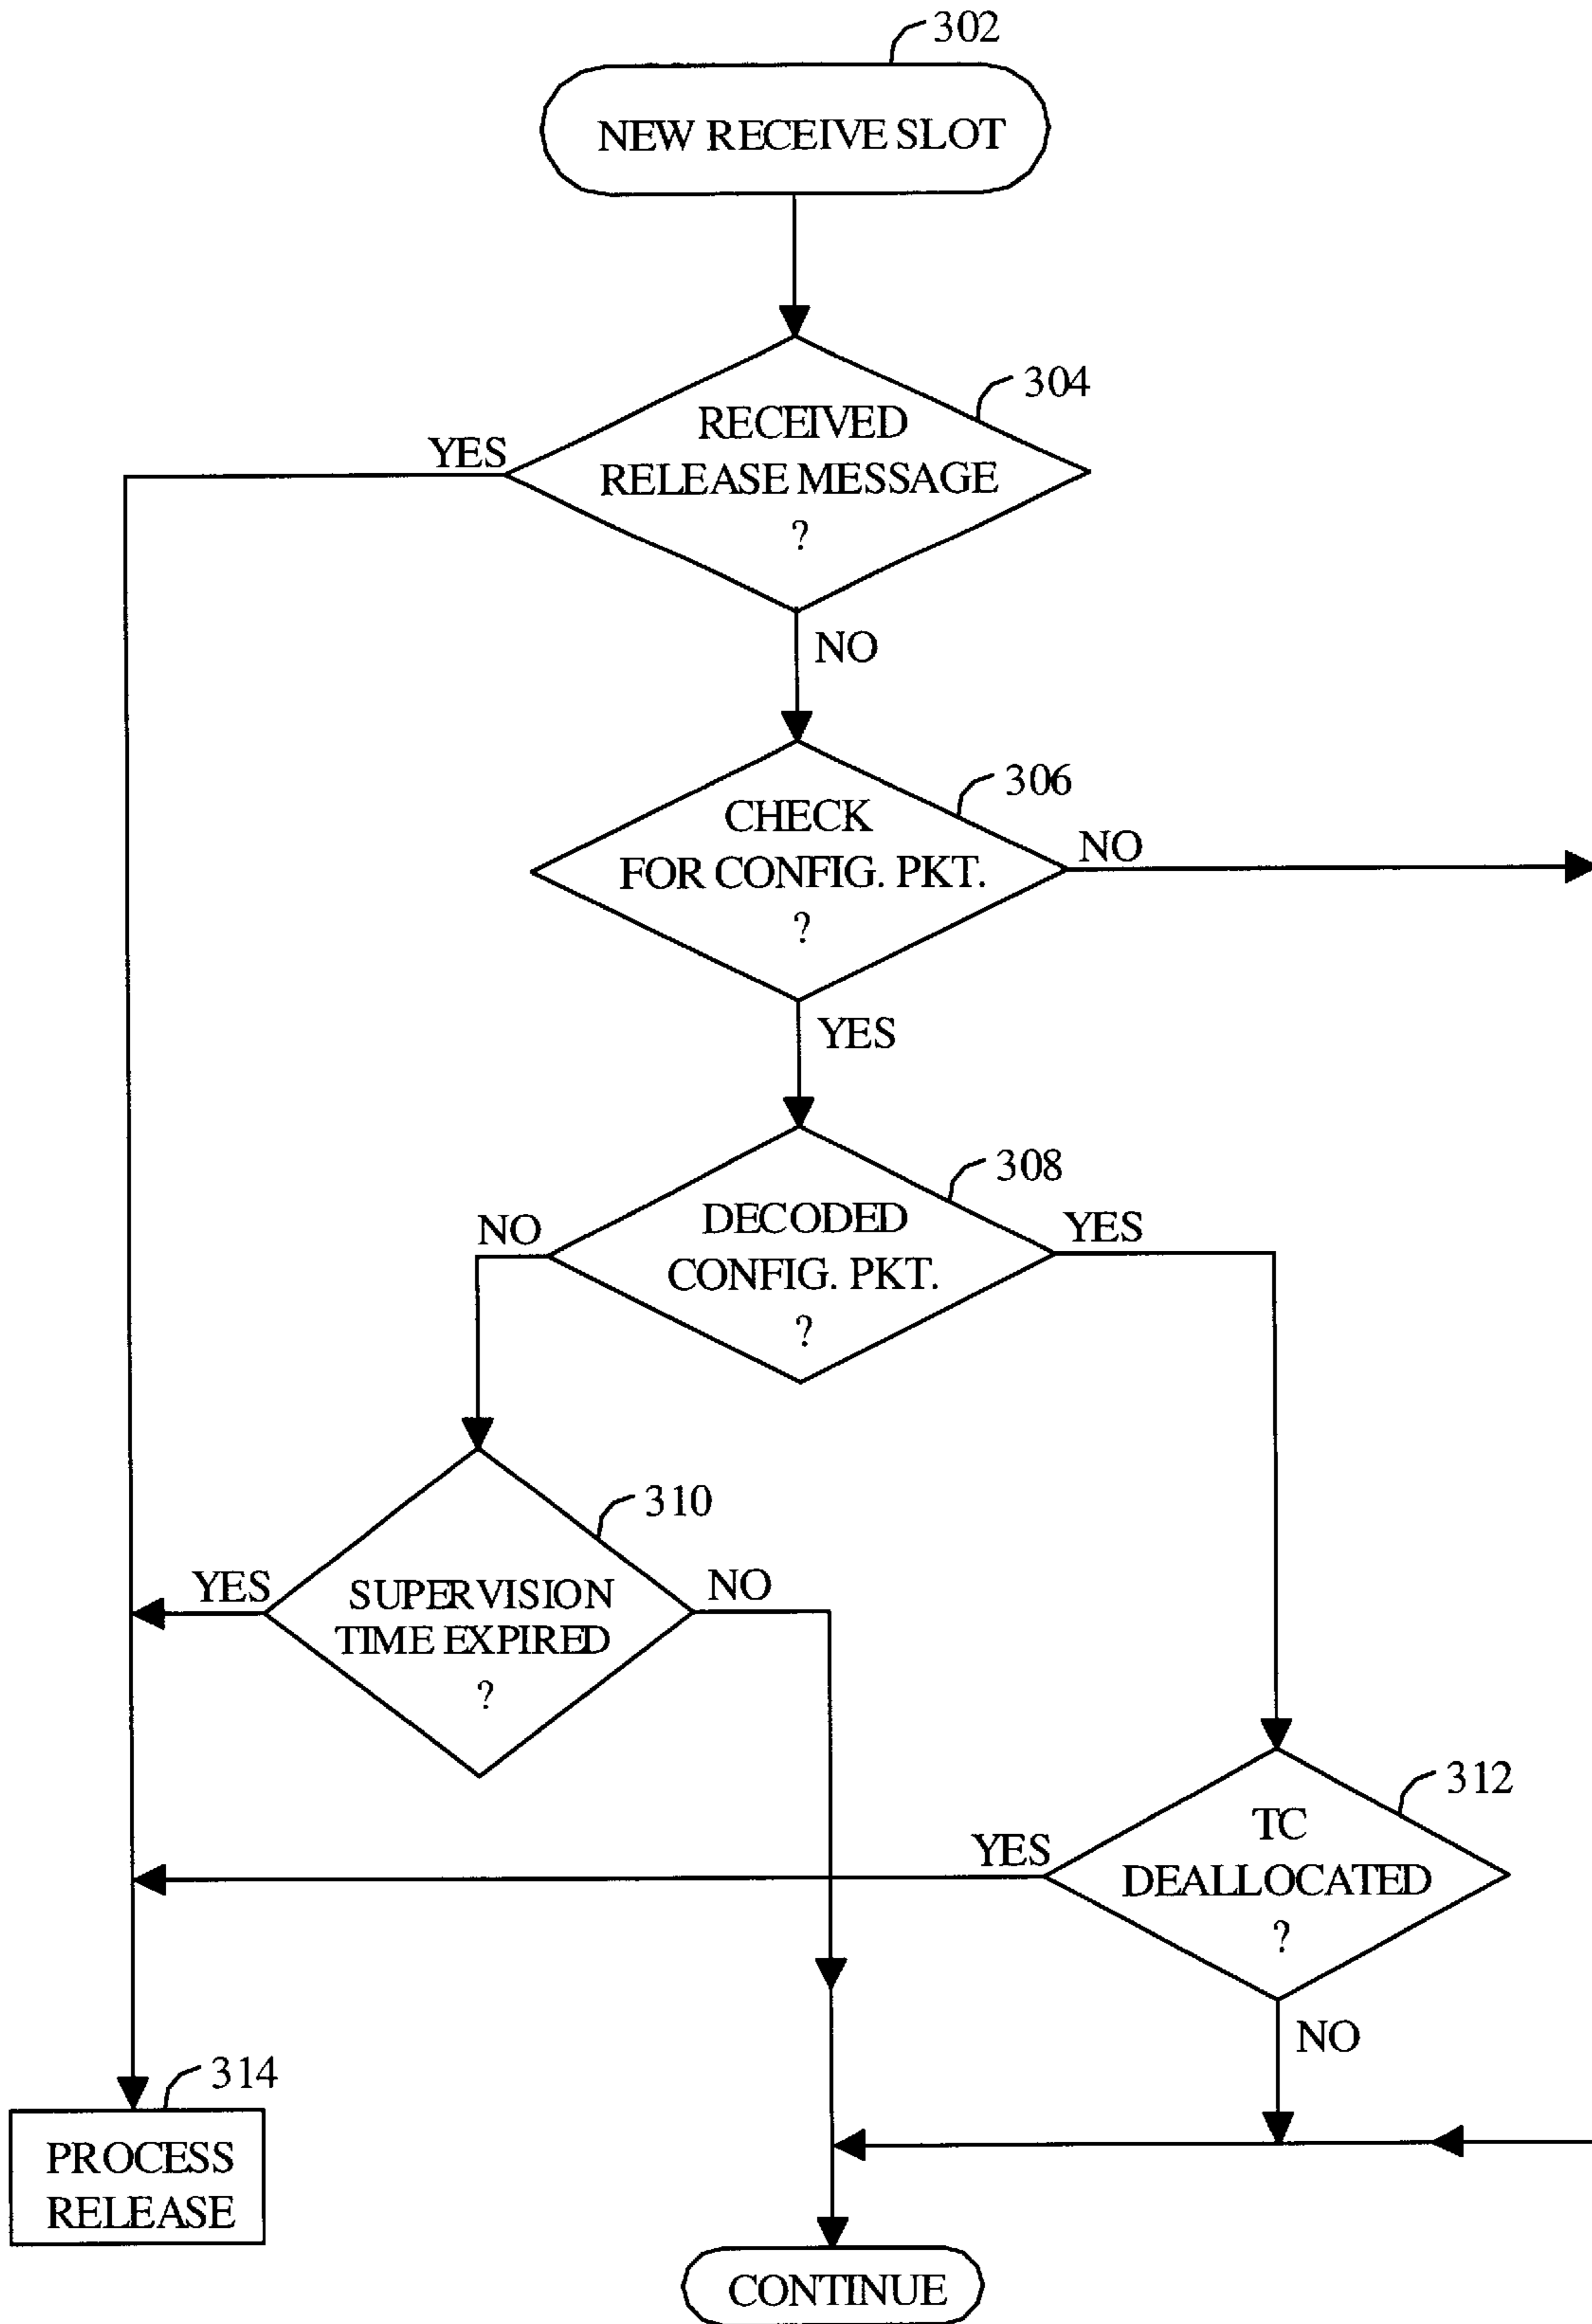 302
NEW RECEIVE SLOT
304
YES
RECEIVED
RELEASE MESSAGE
?
NO
306
CHECK
FOR CONFIG. PKT.
?
NO
YES
308
NO
DECODED
CONFIG. PKT.
?
YES
310
YES
SUPERVISION
TIME EXPIRED
?
NO
312
YES
TC
DEALLOCATED
?
NO
314
PROCESS
RELEASE
CONTINUE